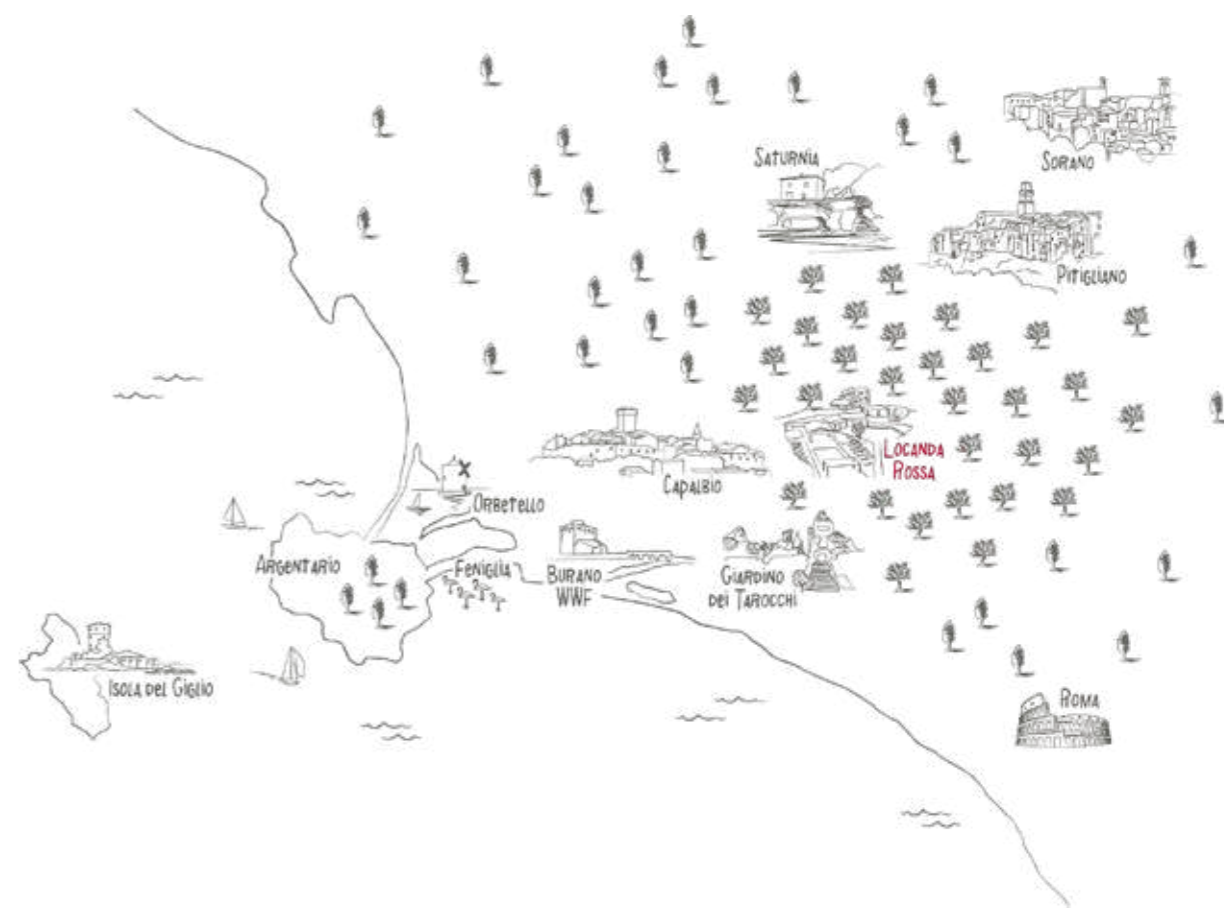 Sorano
Saturnia
Pitigliano
Locanda
Rossa
Capalbio
Orbetello
Argentario
Feniglia
Burano
WWF
Giardino
dei Tarocchi
Isola del Giglio
Roma